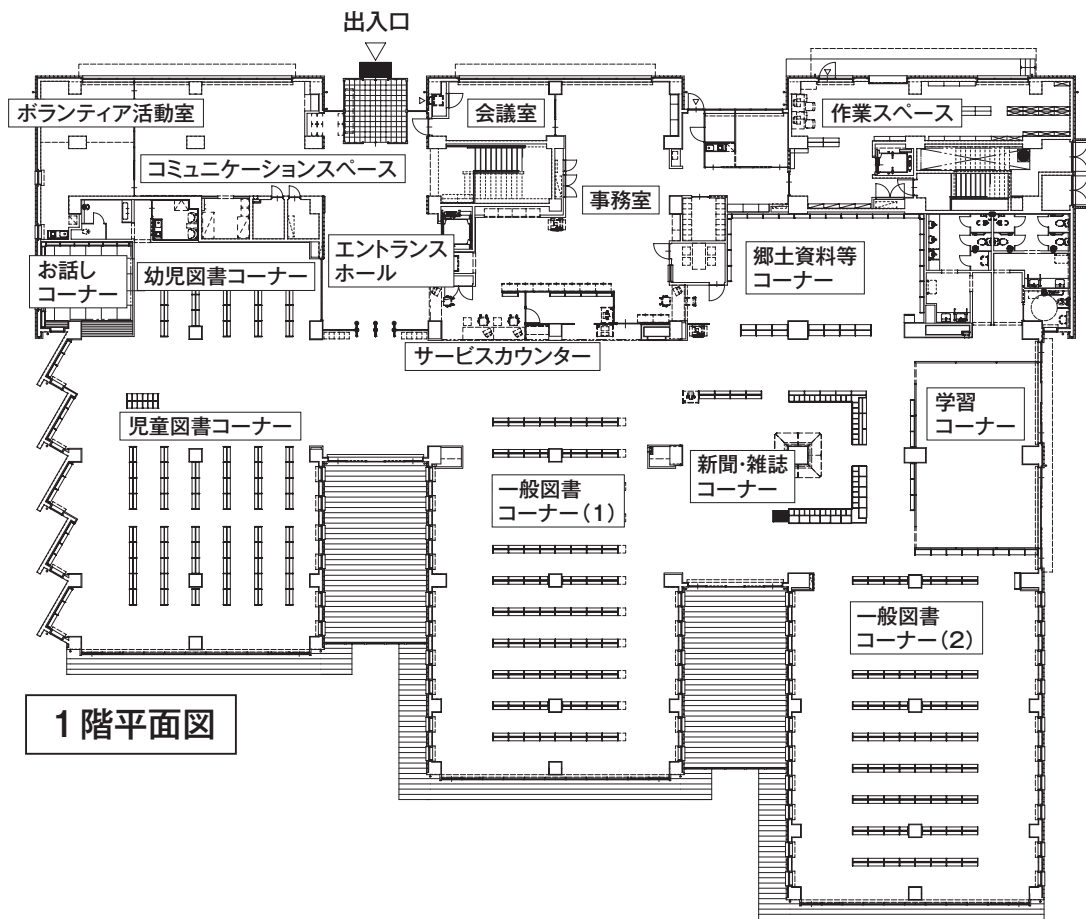 出入口
ボランティア活動室
会議室
作業スペース
コミュニケーションスペース
事務室
お話し
コーナー
幼児図書コーナー
エントランス
ホール
郷土資料等
コーナー
サービスカウンター
児童図書コーナー
学習
コーナー
新聞・雑誌
コーナー
一般図書
コーナー(1)
一般図書
コーナー(2)
1階平面図